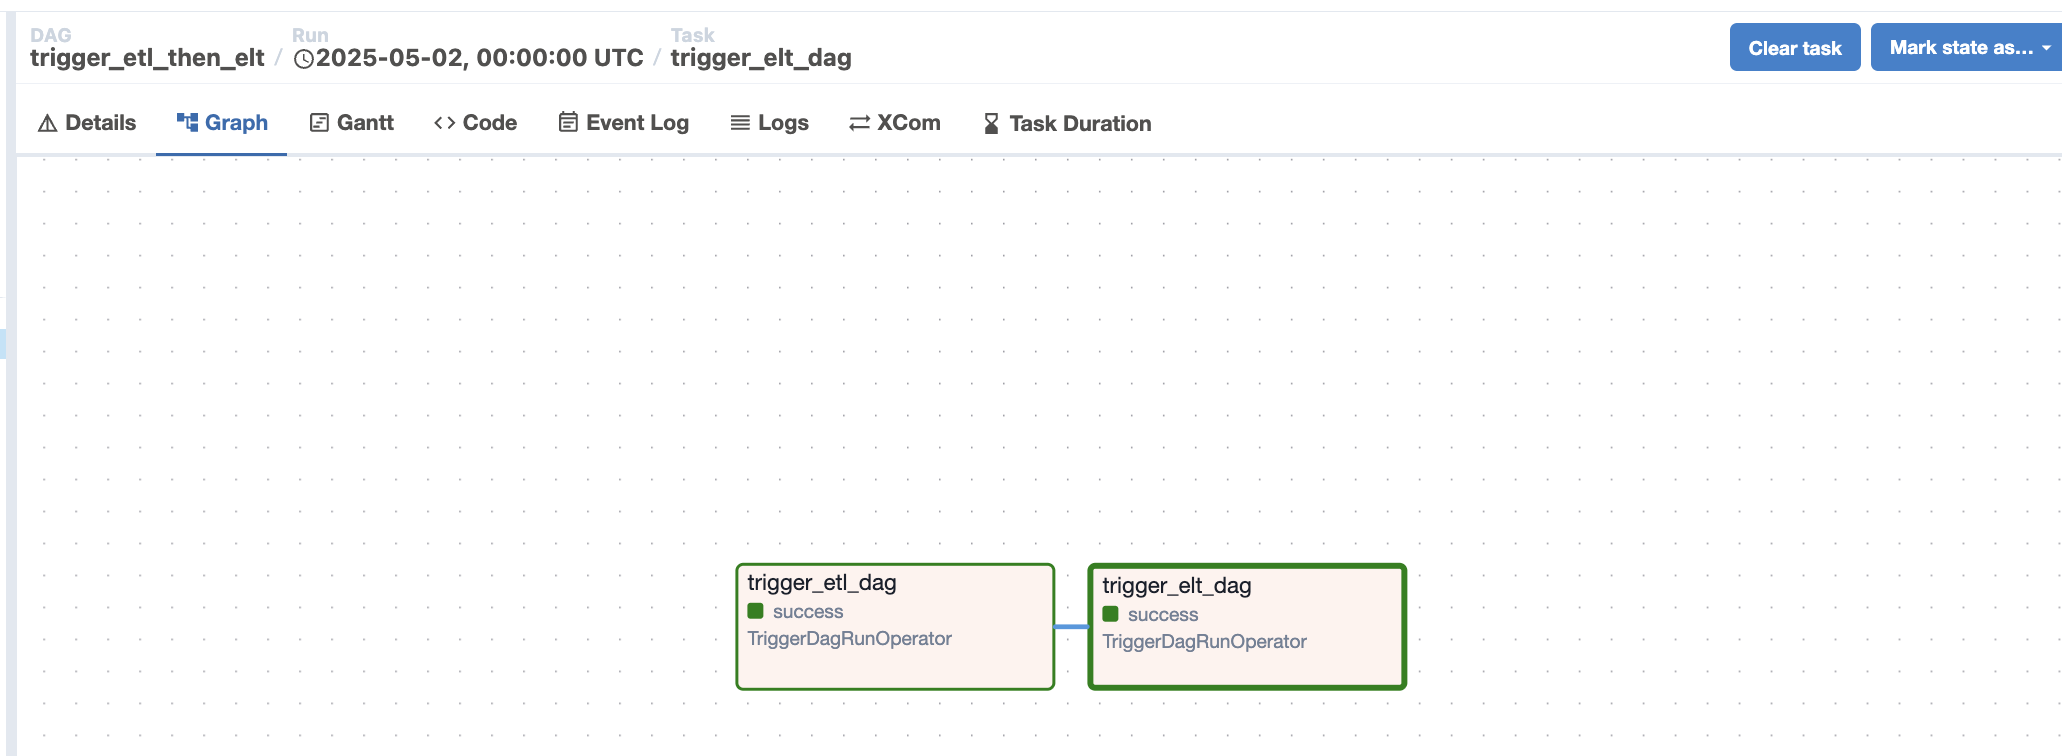 DAG
trigger_etl_then_elt / Run
2025-05-02, 00:00:00 UTC / Task
trigger_elt_dag
Clear task
Mark state as...
Details
Graph
Gantt
Code
Event Log
Logs
XCom
Task Duration
trigger_etl_dag
success
TriggerDagRunOperator
trigger_elt_dag
success
TriggerDagRunOperator